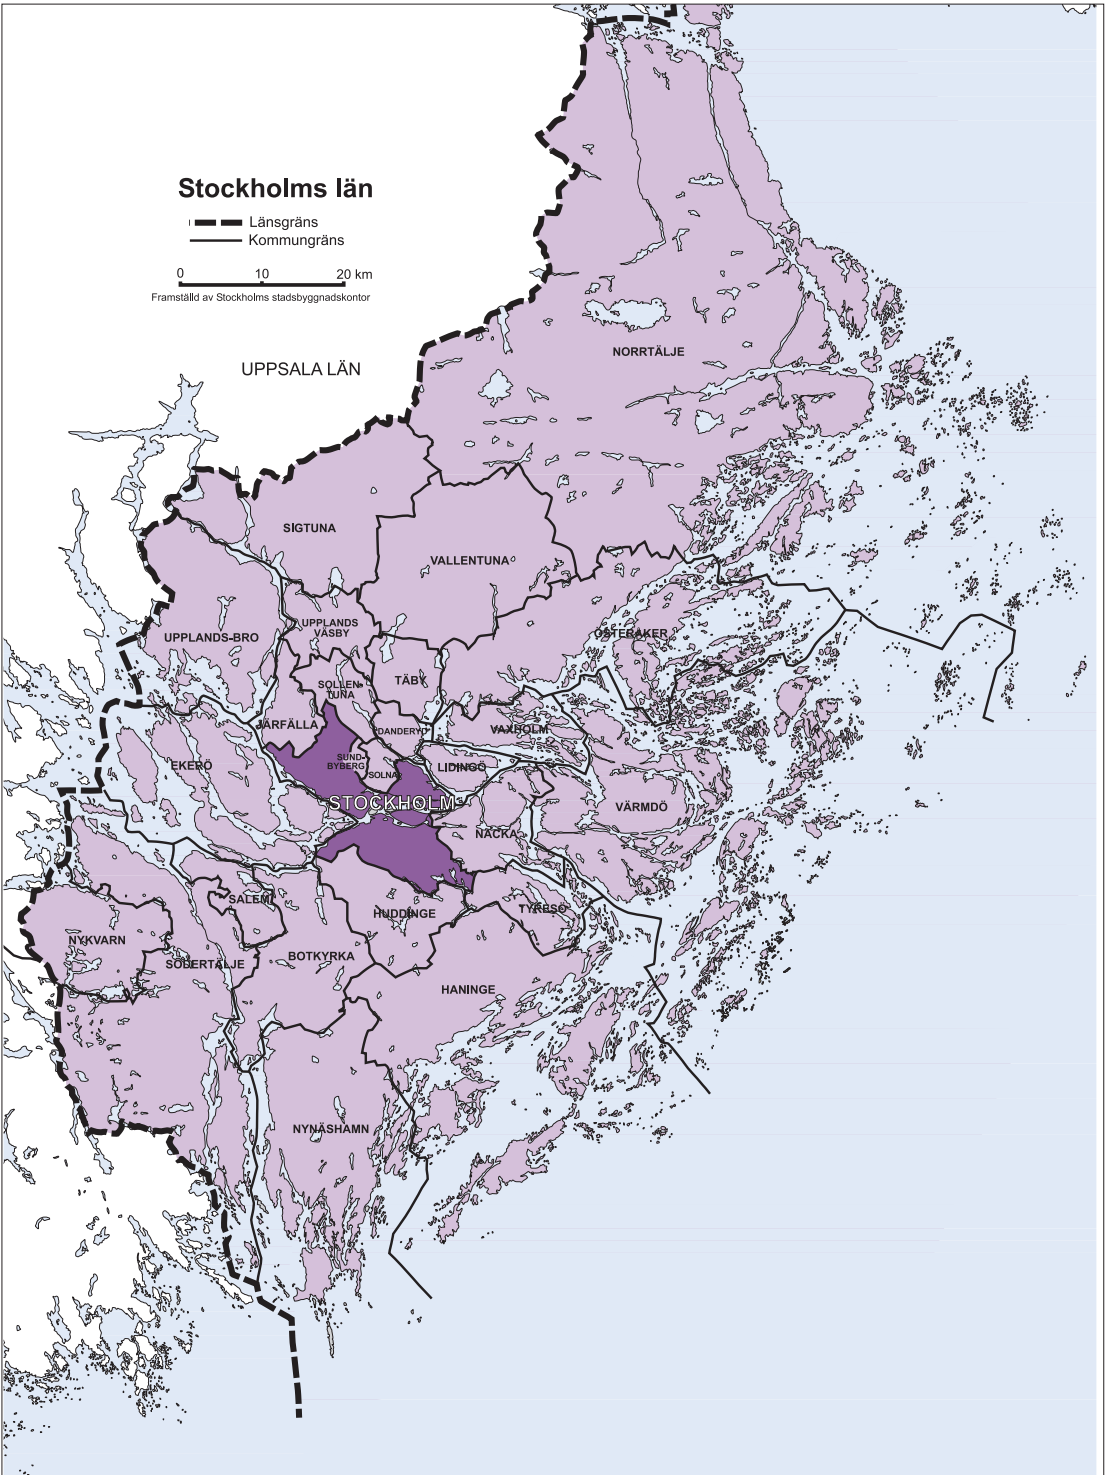 Stockholms län
Länsgräns
Kommungräns
0 10 20 km
Framställd av Stockholms stadsbyggnadskontor
UPPSALA LÄN
NORRTÄLJE
SIGTUNA
VALLENTUNA
UPPLANDS-BRO
UPPLANDS
VÄSBY
ÖSTERÅKER
TÄBY
SOLLEN-
TUNA
JÄRFÄLLA
DANDERYD
VAXHOLM
EKERÖ
SUND-
BYBERG
SOLNA
LIDINGÖ
STOCKHOLM
VÄRMDÖ
NACKA
SALEM
HUDDINGE
TYRESÖ
NYKVARN
SÖDERTÄLJE
BOTKYRKA
HANINGE
NYNÄSHAMN